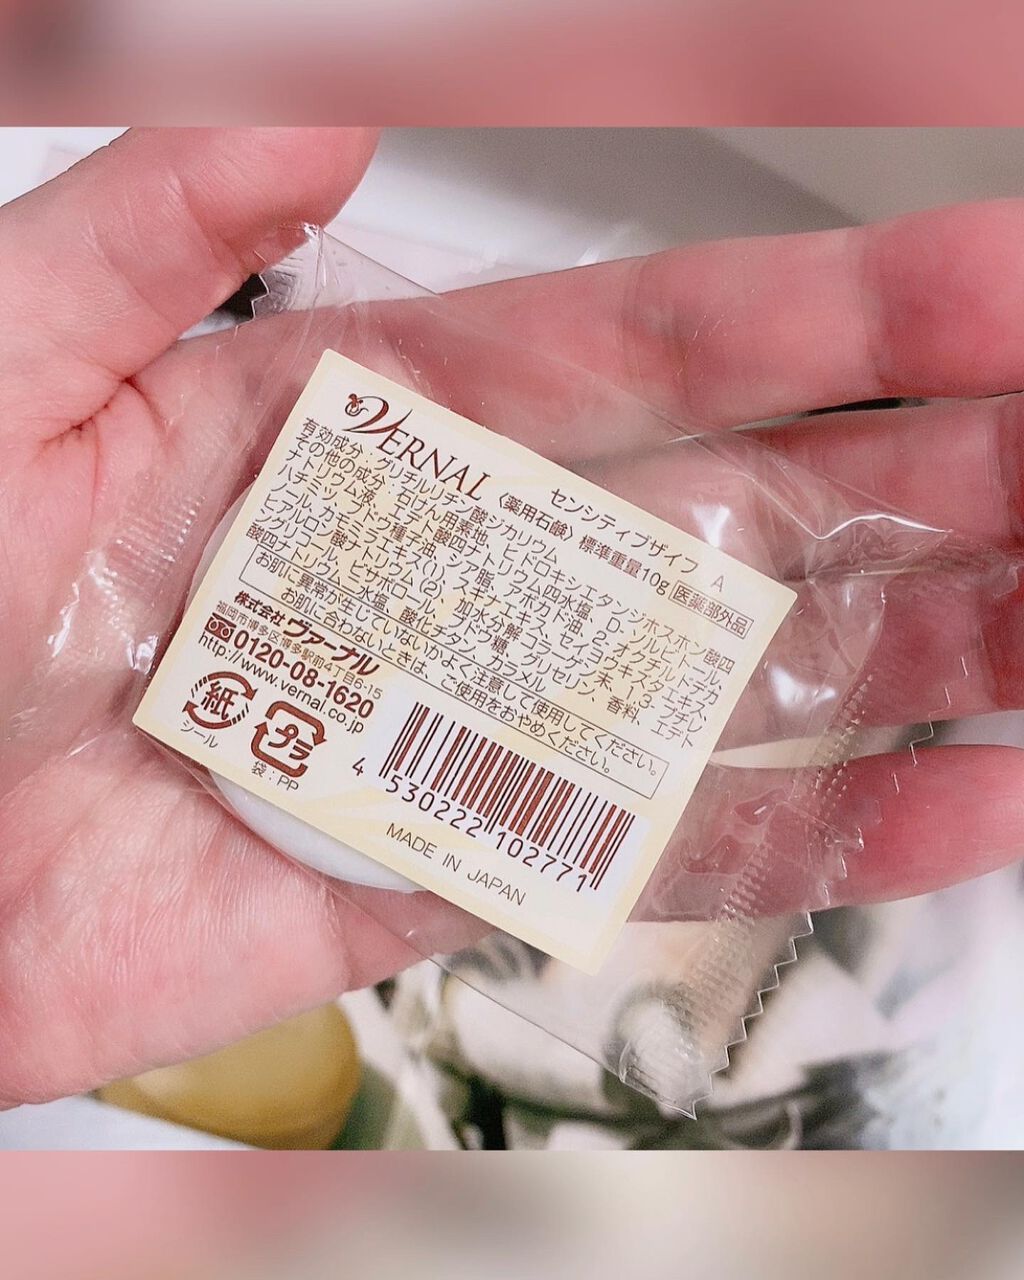 VERNAL
センシティブザイフ A
〈薬用石鹸〉標準重量10g 医薬部外品
有効成分：グリチルリチン酸ジカリウム
その他の成分：石けん用素地、ヒドロキシエタンジホスホン酸四
ナトリウム液、エデト酸四ナトリウム四水塩、D-ソルビトール、
ハチミツ、ブドウ種子油、シア脂、アボカド油、2-オクチルドデカ
ノール、カモミラエキス(1)、ユキノシタエキス、セイヨウキズタエキス、
ヒアルロン酸ナトリウム(2)、加水分解コラーゲン末、1,3-ブチレ
ングリコール、ビサボロール、ブドウ糖、グリセリン、香料、エデト
酸四ナトリウム二水塩、酸化チタン、カラメル
お肌に異常が生じていないかよく注意して使用してください。
お肌に合わないときは、ご使用をおやめください。
株式会社 ヴァーナル
福岡市博多区博多駅前4丁目6-15
0120-08-1620
http://www.vernal.co.jp
紙
シール
プラ
袋：PP
4 530222 102771
MADE IN JAPAN